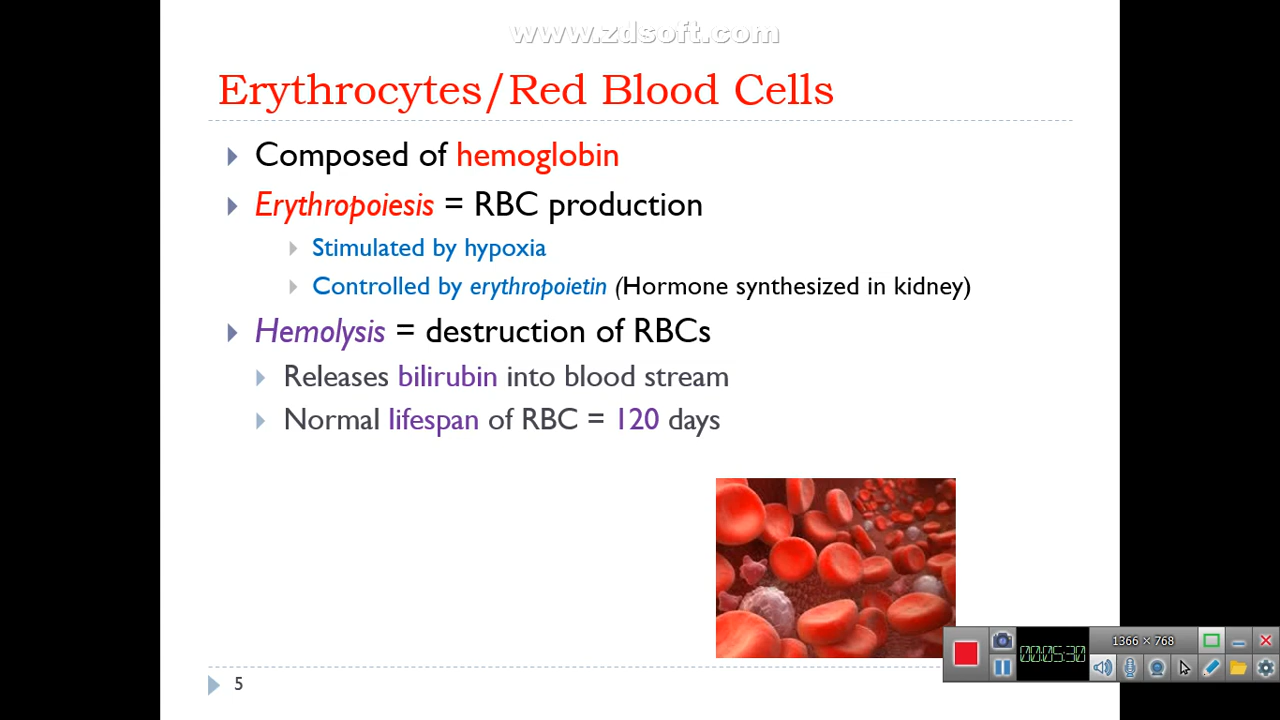 www.zdsoft.com
Erythrocytes/Red Blood Cells
Composed of hemoglobin
Erythropoiesis = RBC production
Stimulated by hypoxia
Controlled by erythropoietin (Hormone synthesized in kidney)
Hemolysis = destruction of RBCs
Releases bilirubin into blood stream
Normal lifespan of RBC = 120 days
1366 × 768
00:05:30
5